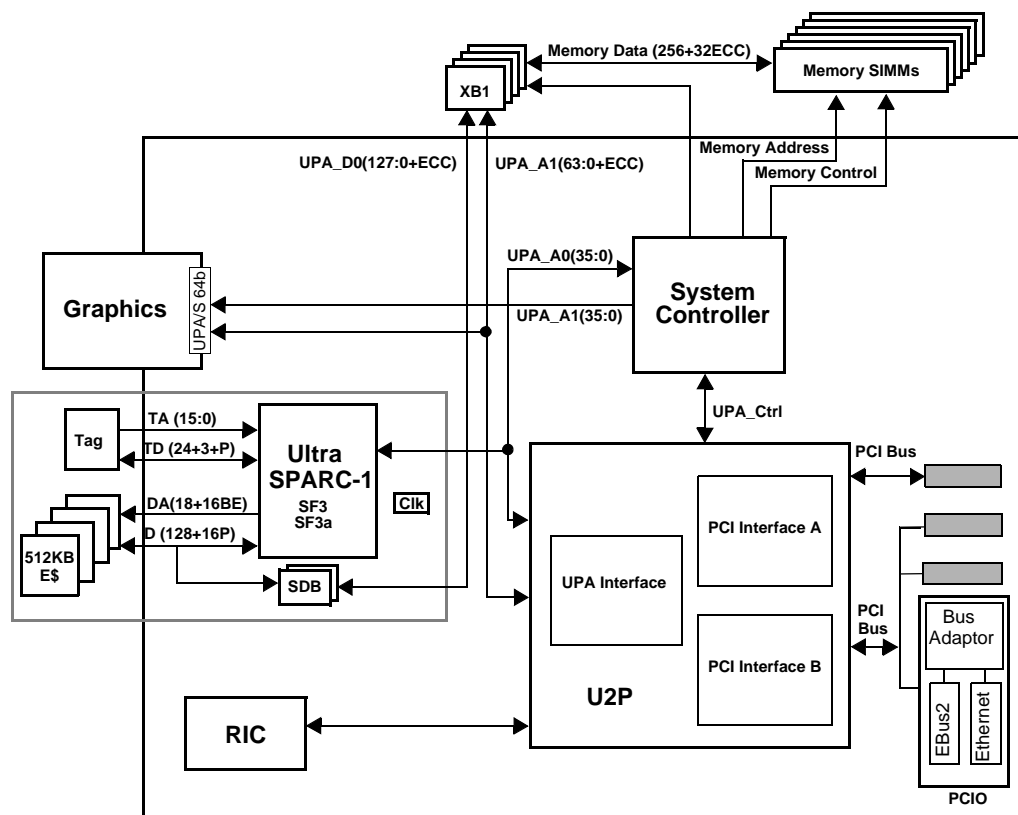 Memory Data (256+32ECC)
Memory SIMMs
XB1
Memory Address
UPA_D0(127:0+ECC)
UPA_A1(63:0+ECC)
Memory Control
UPA_A0(35:0)
Graphics
UPA/S 64b
System
Controller
UPA_A1(35:0)
UPA_Ctrl
Tag
TA (15:0)
TD (24+3+P)
Ultra
SPARC-1
SF3
SF3a
Clk
DA(18+16BE)
D (128+16P)
512KB
E$
SDB
PCI Bus
PCI Interface A
UPA Interface
PCI
Bus
PCI Interface B
U2P
Bus
Adaptor
EBus2
Ethernet
PCIO
RIC